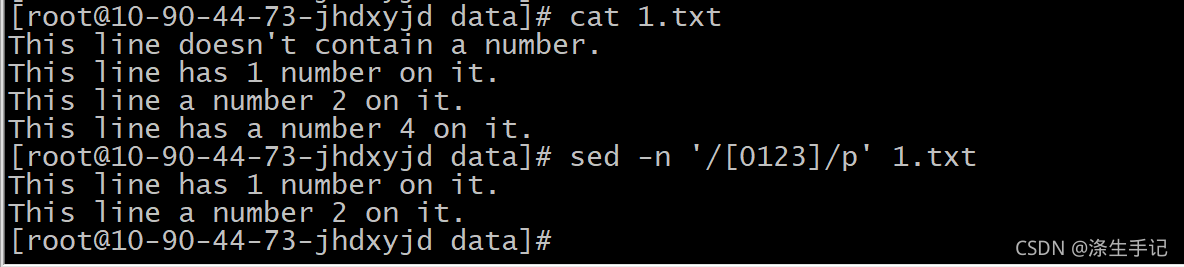 [root@10-90-44-73-jhdxyjd data]# cat 1.txt
This line doesn't contain a number.
This line has 1 number on it.
This line a number 2 on it.
This line has a number 4 on it.
[root@10-90-44-73-jhdxyjd data]# sed -n '/[0123]/p' 1.txt
This line has 1 number on it.
This line a number 2 on it.
[root@10-90-44-73-jhdxyjd data]#
CSDN @涤生手记